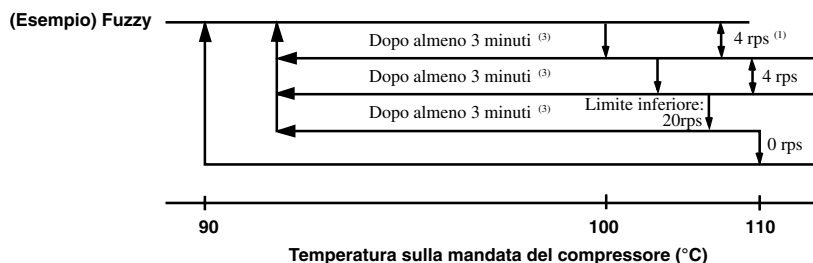 (Esempio) Fuzzy
Dopo almeno 3 minuti (3)
4 rps (1)
Dopo almeno 3 minuti (3)
4 rps
Dopo almeno 3 minuti (3)
Limite inferiore:
20rps
0 rps
90
100
110
Temperatura sulla mandata del compressore (°C)